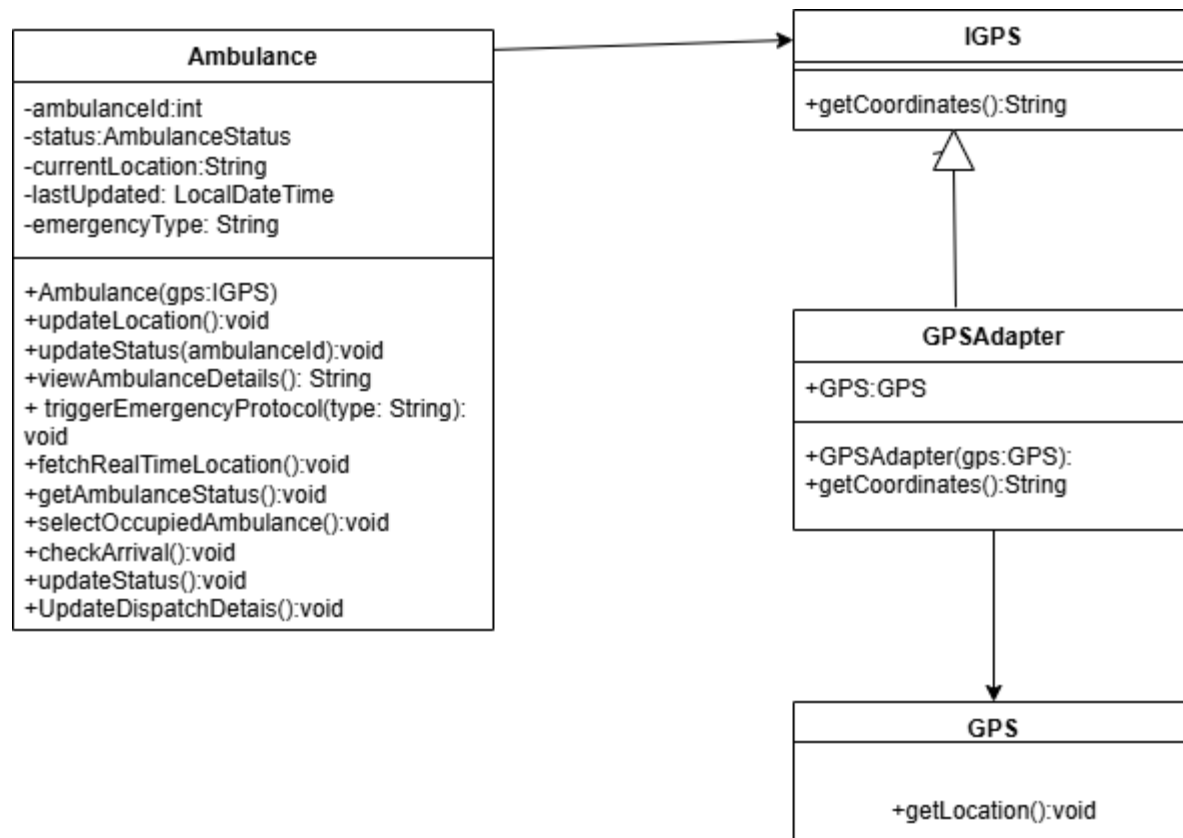 Ambulance
-ambulanceId:int
-status:AmbulanceStatus
-currentLocation:String
-lastUpdated: LocalDateTime
-emergencyType: String
+Ambulance(gps:IGPS)
+updateLocation():void
+updateStatus(ambulanceId):void
+viewAmbulanceDetails(): String
+ triggerEmergencyProtocol(type: String):
void
+fetchRealTimeLocation():void
+getAmbulanceStatus():void
+selectOccupiedAmbulance():void
+checkArrival():void
+updateStatus():void
+UpdateDispatchDetais():void
IGPS
+getCoordinates():String
GPSAdapter
+GPS:GPS
+GPSAdapter(gps:GPS):
+getCoordinates():String
GPS
+getLocation():void